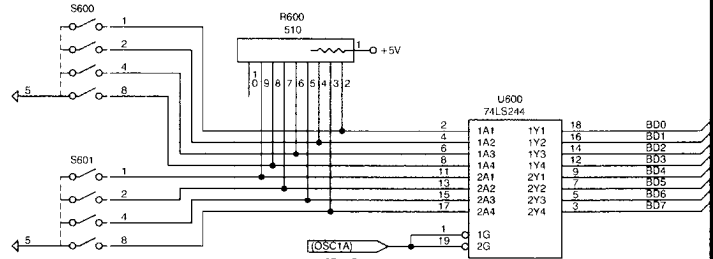 S600
1
2
4
8
5
R600
510
1
+5V
10 9 8 7 6 5 4 3 2
S601
1
2
4
8
5
U600
74LS244
2 1A1 1Y1 18 BD0
4 1A2 1Y2 16 BD1
6 1A3 1Y3 14 BD2
8 1A4 1Y4 12 BD3
11 2A1 2Y1 9 BD4
13 2A2 2Y2 7 BD5
15 2A3 2Y3 5 BD6
17 2A4 2Y4 3 BD7
1 1G
19 2G
(OSC1A)